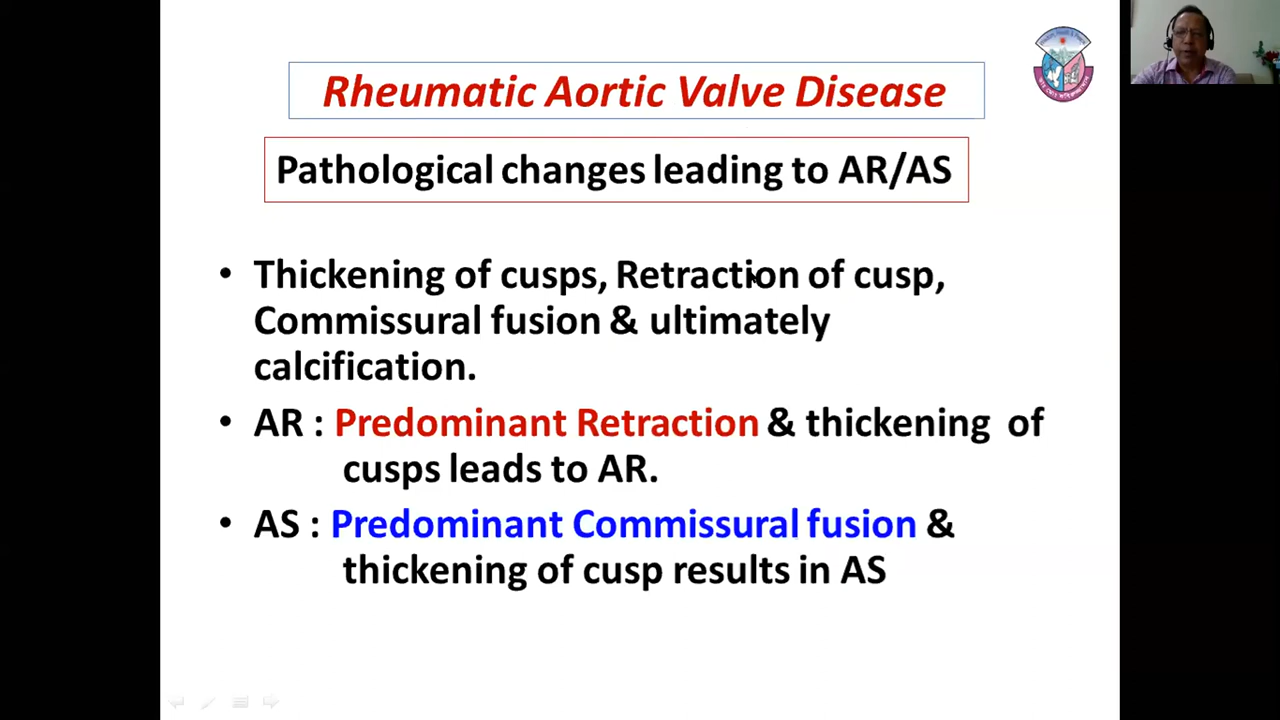 Rheumatic Aortic Valve Disease
Pathological changes leading to AR/AS
• Thickening of cusps, Retraction of cusp,
Commissural fusion & ultimately
calcification.
• AR : Predominant Retraction & thickening of
cusps leads to AR.
• AS : Predominant Commissural fusion &
thickening of cusp results in AS